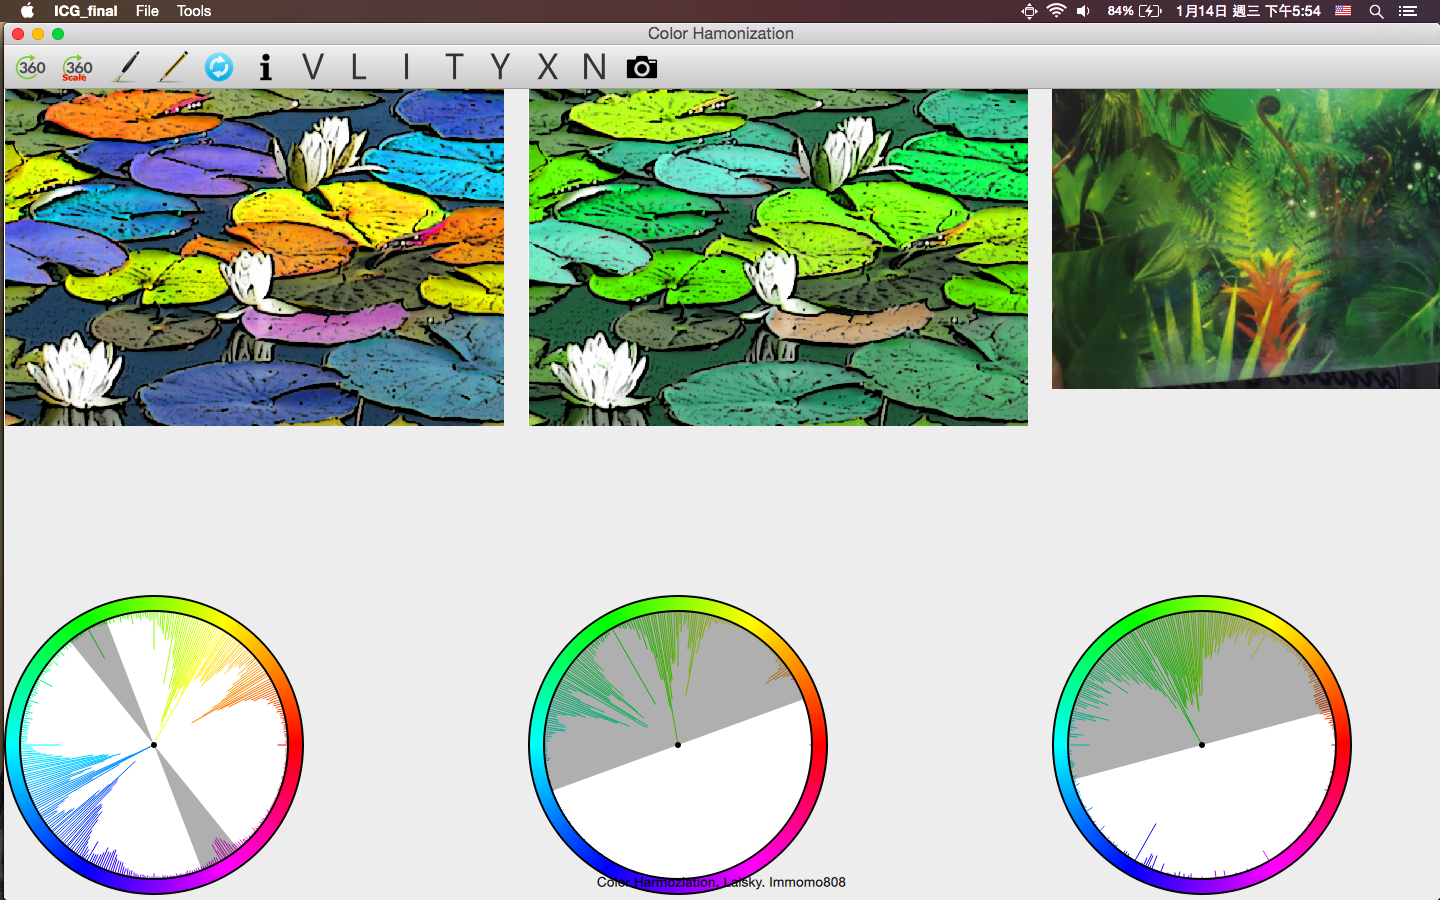 ICG_final File Tools 84% 1月14日 週三 下午5:54
Color Hamonization
360 360 Scale i V L I T Y X N
Color Harmoziation. Laisky. Immomo808